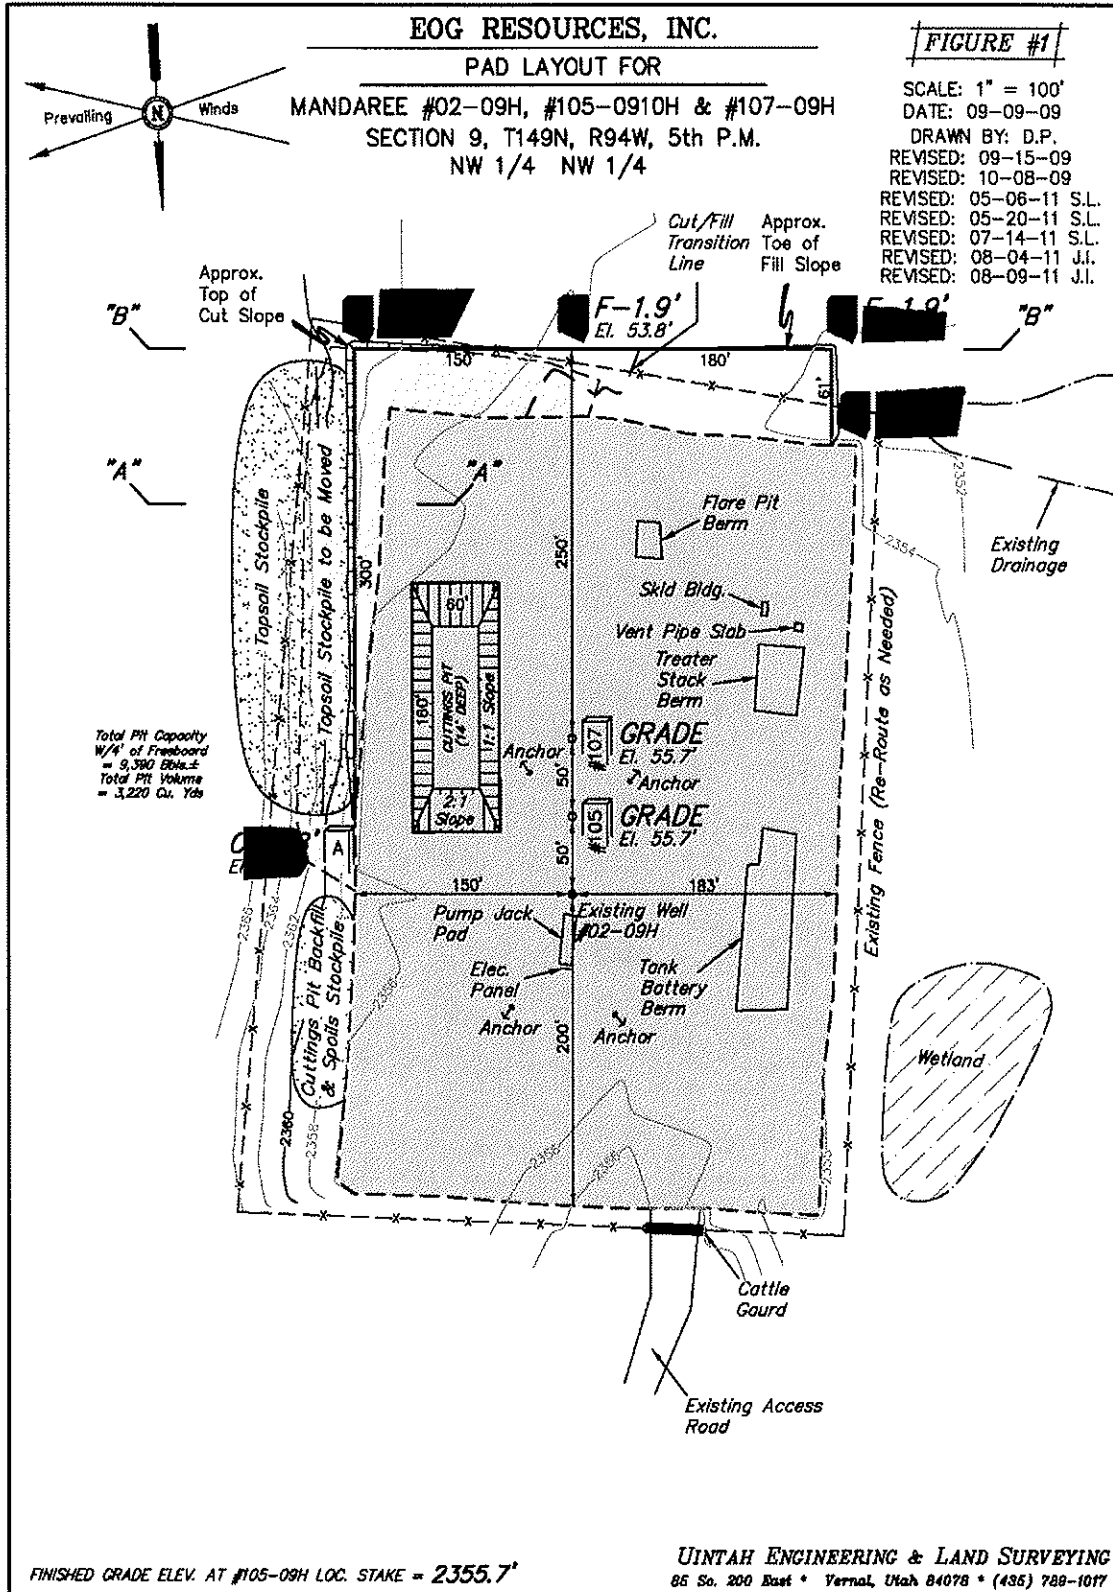 EOG RESOURCES, INC.
PAD LAYOUT FOR
MANDAREE #02-09H, #105-0910H & #107-09H
SECTION 9, T149N, R94W, 5th P.M.
NW 1/4 NW 1/4
FIGURE #1
SCALE: 1" = 100'
DATE: 09-09-09
DRAWN BY: D.P.
REVISED: 09-15-09
REVISED: 10-08-09
REVISED: 05-06-11 S.L.
REVISED: 05-20-11 S.L.
REVISED: 07-14-11 S.L.
REVISED: 08-04-11 J.I.
REVISED: 08-09-11 J.I.
Prevailing
N
Winds
Cut/Fill
Transition
Line
Approx.
Toe of
Fill Slope
Approx.
Top of
Cut Slope
"B"
F-1.9'
El. 53.8'
F-1.9'
"B"
150'
180'
61'
"A"
"A"
Topsoil Stockpile
Topsoil Stockpile to be Moved
300'
250'
Flare Pit
Berm
Skid Bldg.
Vent Pipe Slab
Treater
Stack
Berm
2352
2354
Existing
Drainage
Existing Fence (Re-Route as Needed)
60'
180'
CUTTINGS PIT
(14' DEEP)
1:1 Slope
2:1
Slope
Total Pit Capacity
W/4' of Freeboard
= 9,390 Bbls.±
Total Pit Volume
= 3,220 Cu. Yds
Anchor
#107
GRADE
El. 55.7'
Anchor
50'
#105
GRADE
El. 55.7'
50'
A
150'
183'
Pump Jack
Pad
Existing Well
#02-09H
Elec.
Panel
Anchor
Anchor
Tank
Battery
Berm
200'
Cuttings Pit Backfill
& Spoils Stockpile
2362
2360
2358
2356
2356
2356
Wetland
Cattle
Gourd
Existing Access
Road
FINISHED GRADE ELEV. AT #105-09H LOC. STAKE = 2355.7'
UINTAH ENGINEERING & LAND SURVEYING
85 So. 200 East * Vernal, Utah 84078 * (435) 789-1017